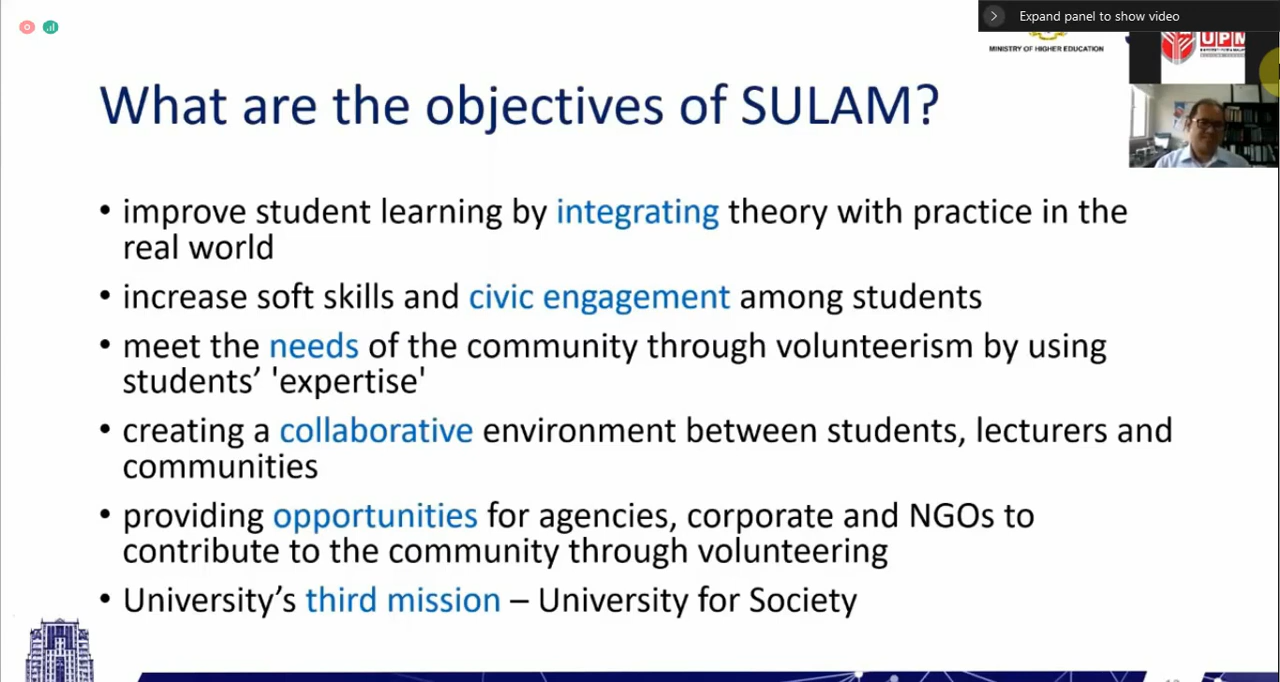 Expand panel to show video
MINISTRY OF HIGHER EDUCATION
UPM
What are the objectives of SULAM?
• improve student learning by integrating theory with practice in the
real world
• increase soft skills and civic engagement among students
• meet the needs of the community through volunteerism by using
students’ 'expertise'
• creating a collaborative environment between students, lecturers and
communities
• providing opportunities for agencies, corporate and NGOs to
contribute to the community through volunteering
• University’s third mission – University for Society